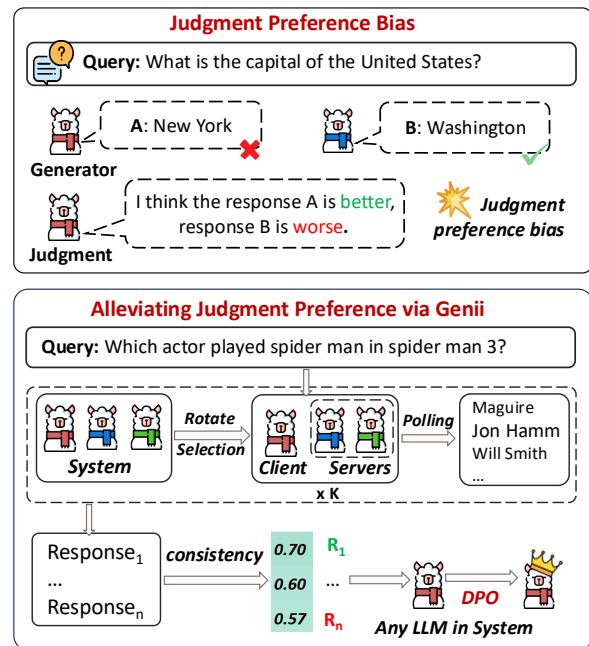 Judgment Preference Bias
Query: What is the capital of the United States?
A: New York
B: Washington
Generator
I think the response A is better,
response B is worse.
Judgment
Judgment
preference bias
Alleviating Judgment Preference via Genii
Query: Which actor played spider man in spider man 3?
System
Rotate
Selection
Client
Servers
Polling
Maguire
Jon Hamm
Will Smith
...
x K
Response1
...
Responsen
consistency
0.70
0.60
0.57
R1
...
Rn
DPO
Any LLM in System